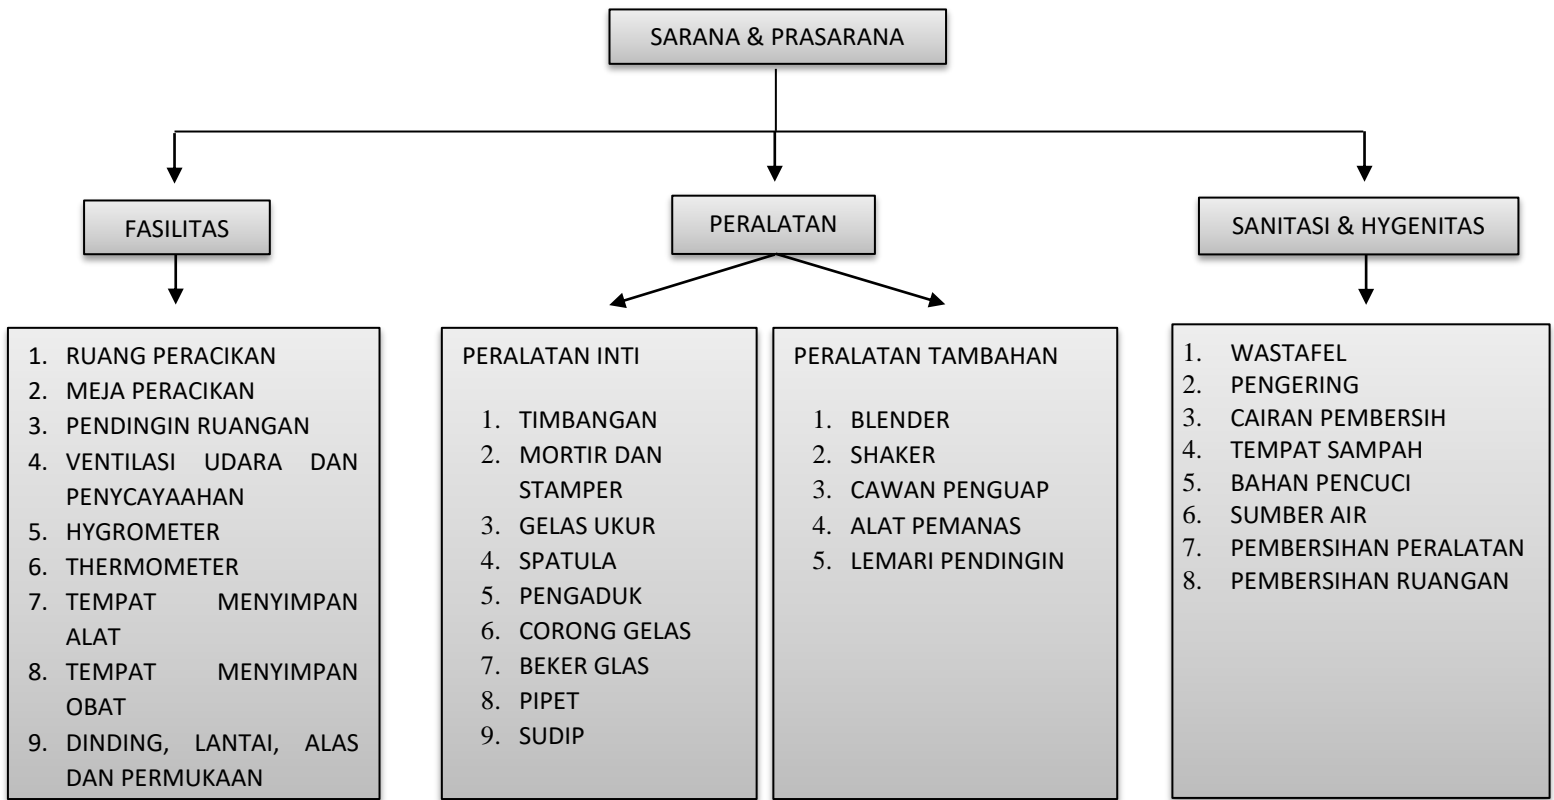 SARANA & PRASARANA
FASILITAS
PERALATAN
SANITASI & HYGENITAS
1. RUANG PERACIKAN
2. MEJA PERACIKAN
3. PENDINGIN RUANGAN
4. VENTILASI UDARA DAN
PENYCAYAAHAN
5. HYGROMETER
6. THERMOMETER
7. TEMPAT MENYIMPAN
ALAT
8. TEMPAT MENYIMPAN
OBAT
9. DINDING, LANTAI, ALAS
DAN PERMUKAAN
PERALATAN INTI
1. TIMBANGAN
2. MORTIR DAN
STAMPER
3. GELAS UKUR
4. SPATULA
5. PENGADUK
6. CORONG GELAS
7. BEKER GLAS
8. PIPET
9. SUDIP
PERALATAN TAMBAHAN
1. BLENDER
2. SHAKER
3. CAWAN PENGUAP
4. ALAT PEMANAS
5. LEMARI PENDINGIN
1. WASTAFEL
2. PENGERING
3. CAIRAN PEMBERSIH
4. TEMPAT SAMPAH
5. BAHAN PENCUCI
6. SUMBER AIR
7. PEMBERSIHAN PERALATAN
8. PEMBERSIHAN RUANGAN